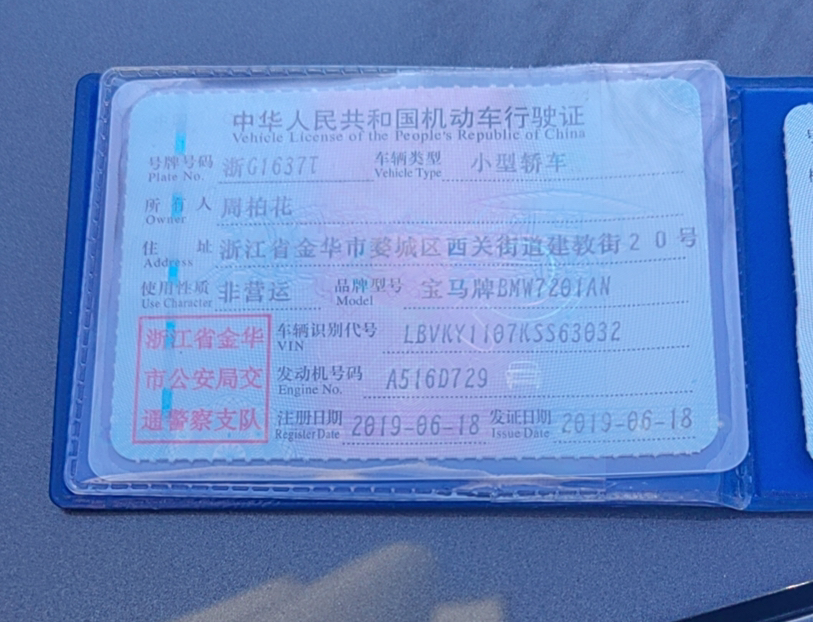 中华人民共和国机动车行驶证
Vehicle License of the People's Republic of China
号牌号码 浙G1637T 车辆类型 小型轿车
Plate No. Vehicle Type
所有人 周柏花
Owner
住址 浙江省金华市婺城区西关街道建教街20号
Address
使用性质 非营运 品牌型号 宝马牌BMW7201AN
Use Character Model
浙江省金华
市公安局交
通警察支队
车辆识别代号 LBVKY1107KSS63032
VIN
发动机号码 A516D729
Engine No.
注册日期 2019-06-18 发证日期 2019-06-18
Register Date Issue Date